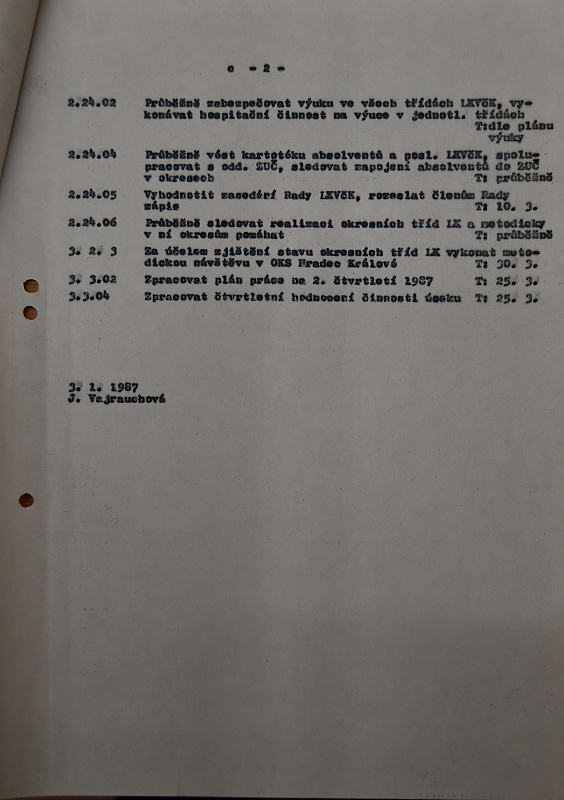 c - 2 -
2.24.02 Průběžně zabezpečovat výuku ve všech třídách LKVčK, vy-
konávat hospitační činnost na výuce v jednotl. třídách
T:dle plánu
výuky
2.24.04 Průběžně vést kartotéku absolventů a posl. LKVčK, spolu-
pracovat s odd. ZUČ, sledovat zapojení absolventů do ZUČ
v okresech T: průběžně
2.24.05 Vyhodnotit zasedání Rady LKVčK, rozeslat členům Rady
zápis T: 10. 3.
2.24.06 Průběžně sledovat realizaci okresních tříd LK a metodicky
v ní okresům pomáhat T: průběžně
3. 2. 3 Za účelem zjištění stavu okresních tříd LK vykonat meto-
dickou návštěvu v OKS Hradec Králové T: 30. 3.
3. 3.02 Zpracovat plán práce na 2. čtvrtletí 1987 T: 25. 3.
3.3.04 Zpracovat čtvrtletní hodnocení činnosti úseku T: 25. 3.
3. 1. 1987
J. Vejrauchová